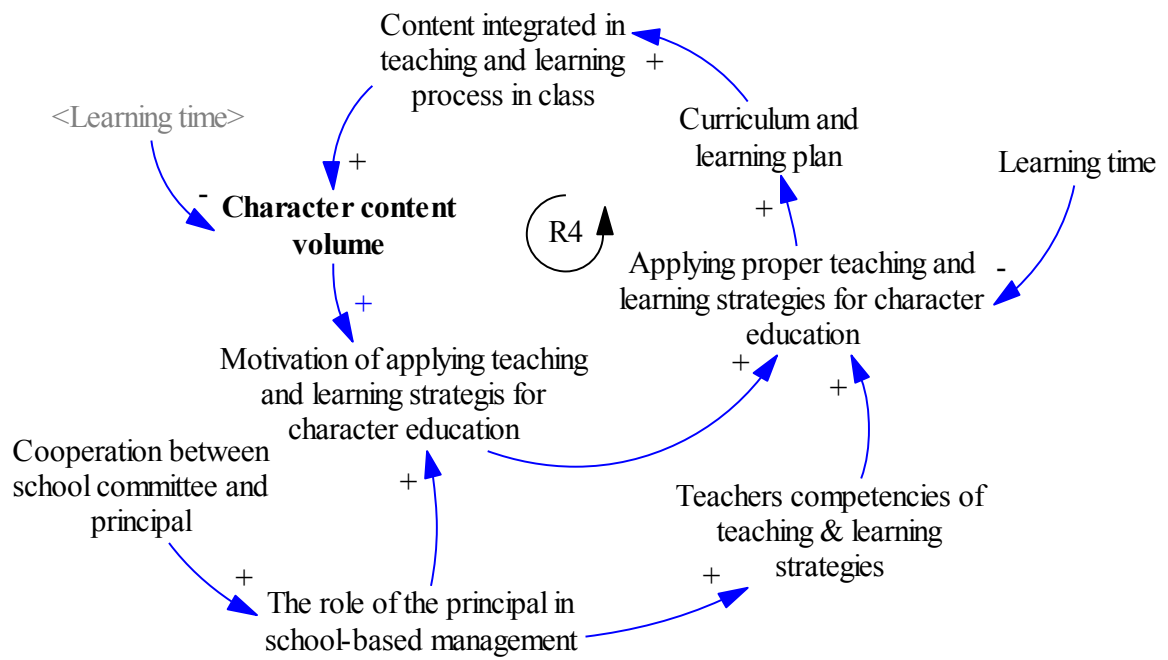 Content integrated in
teaching and learning
process in class
+
<Learning time>
Curriculum and
learning plan
Learning time
+
-
Character content
volume
+
R4
Applying proper teaching and
learning strategies for character
education
-
+
Motivation of applying teaching
and learning strategis for
character education
+
+
Cooperation between
school committee and
principal
+
Teachers competencies of
teaching & learning
strategies
+
+
The role of the principal in
school-based management